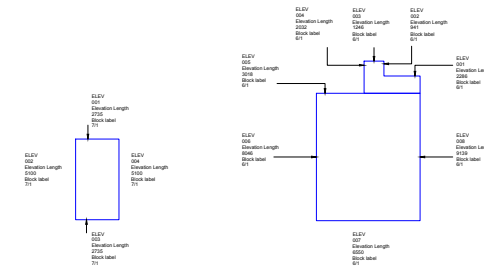 ELEV
004
Elevation Length
2032
Block label
6/1
ELEV
003
Elevation Length
1246
Block label
6/1
ELEV
002
Elevation Length
941
Block label
6/1
ELEV
005
Elevation Length
3018
Block label
6/1
ELEV
001
Elevation Le
2286
Block label
6/1
ELEV
001
Elevation Length
2735
Block label
7/1
ELEV
002
Elevation Length
5100
Block label
7/1
ELEV
004
Elevation Length
5100
Block label
7/1
ELEV
006
Elevation Length
8046
Block label
6/1
ELEV
008
Elevation Le
9139
Block label
6/1
ELEV
003
Elevation Length
2735
Block label
7/1
ELEV
007
Elevation Length
6550
Block label
6/1